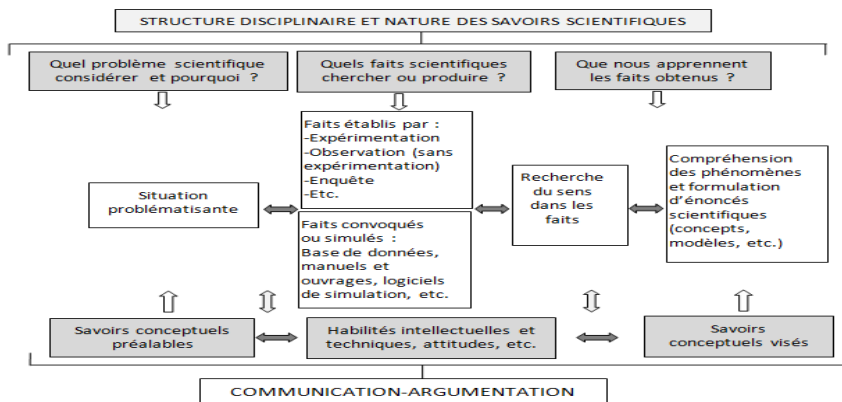 STRUCTURE DISCIPLINAIRE ET NATURE DES SAVOIRS SCIENTIFIQUES
Quel problème scientifique
considérer et pourquoi ?
Quels faits scientifiques
chercher ou produire ?
Que nous apprennent
les faits obtenus ?
Situation
problématisante
Faits établis par :
-Expérimentation
-Observation (sans
expérimentation)
-Enquête
-Etc.
Faits convoqués
ou simulés :
Base de données,
manuels et
ouvrages, logiciels
de simulation, etc.
Recherche
du sens
dans les
faits
Compréhension
des phénomènes
et formulation
d'énoncés
scientifiques
(concepts,
modèles, etc.)
Savoirs conceptuels
préalables
Habilités intellectuelles et
techniques, attitudes, etc.
Savoirs
conceptuels visés
COMMUNICATION-ARGUMENTATION